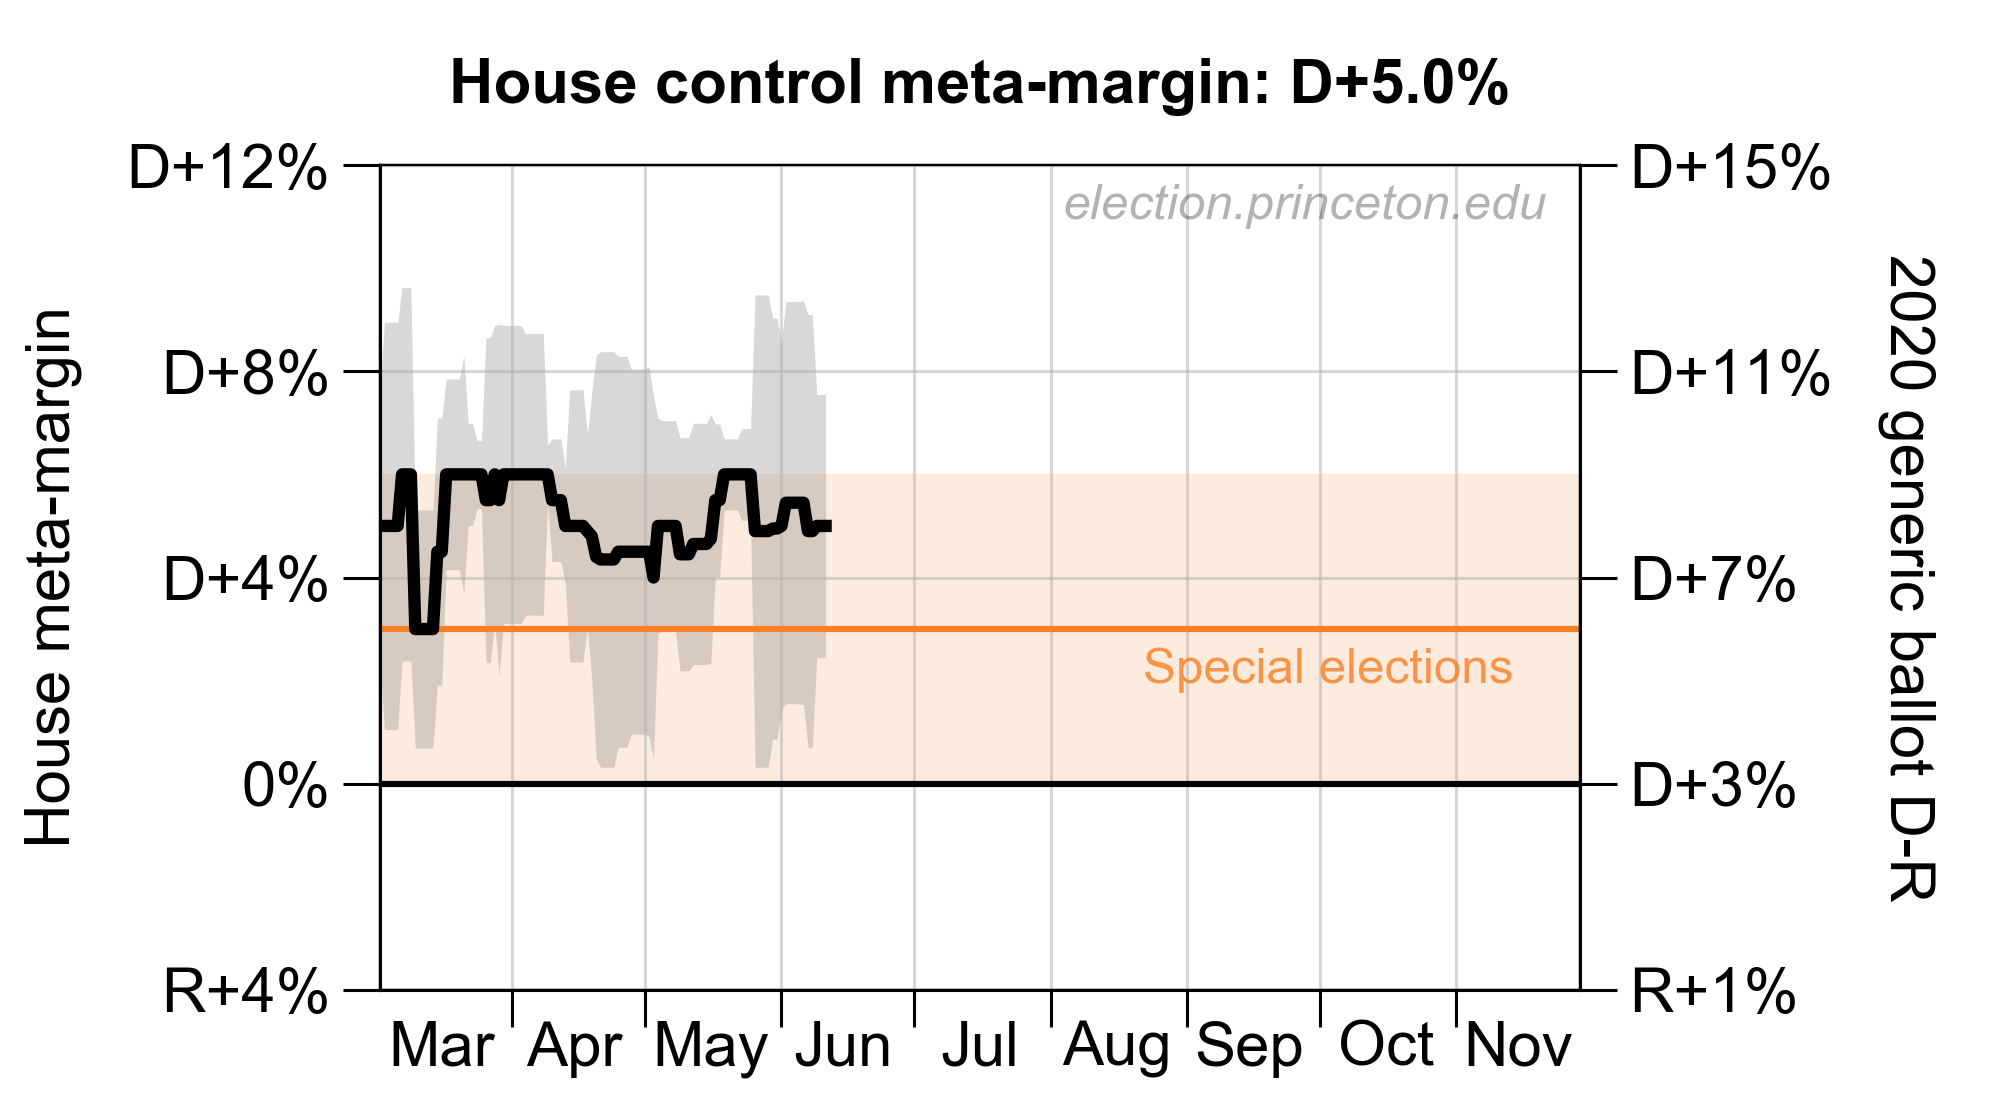 House control meta-margin: D+5.0%
D+12%
D+8%
D+4%
0%
R+4%
House meta-margin
election.princeton.edu
Special elections
D+15%
D+11%
D+7%
D+3%
R+1%
2020 generic ballot D-R
Mar Apr May Jun Jul Aug Sep Oct Nov